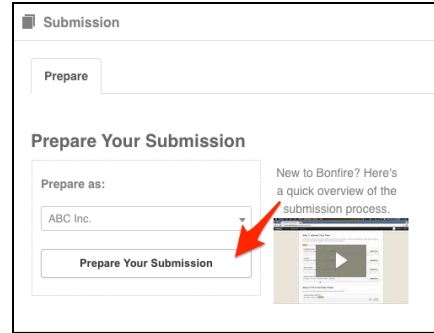 Submission
Prepare
Prepare Your Submission
Prepare as:
ABC Inc.
Prepare Your Submission
New to Bonfire? Here's
a quick overview of the
submission process.